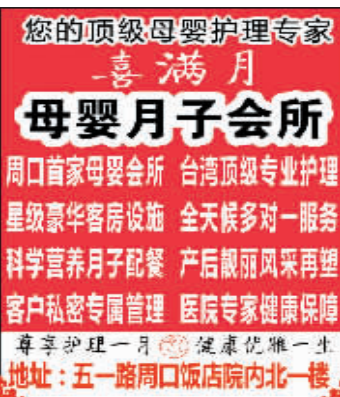 您的顶级母婴护理专家
喜满月
母婴月子会所
周口首家母婴会所 台湾顶级专业护理
星级豪华客房设施 全天候多对一服务
科学营养月子配餐 产后靓丽风采再塑
客户私密专属管理 医院专家健康保障
尊享护理一月 健康优雅一生
地址：五一路周口饭店院内北一楼